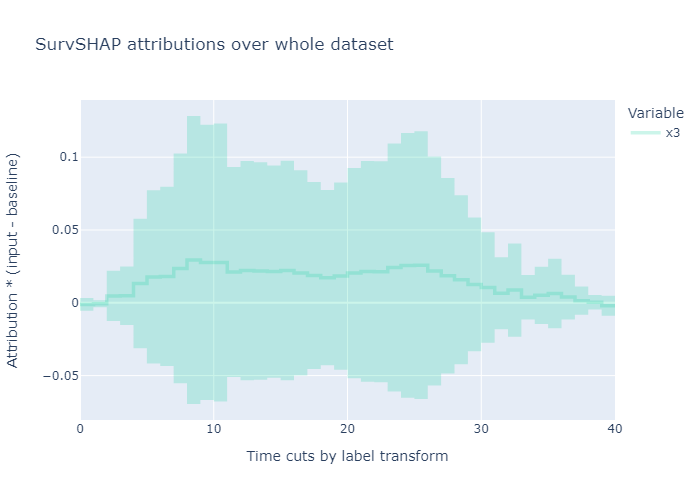 SurvSHAP attributions over whole dataset
Variable
x3
Attribution * (input - baseline)
0.1
0.05
0
−0.05
0
10
20
30
40
Time cuts by label transform